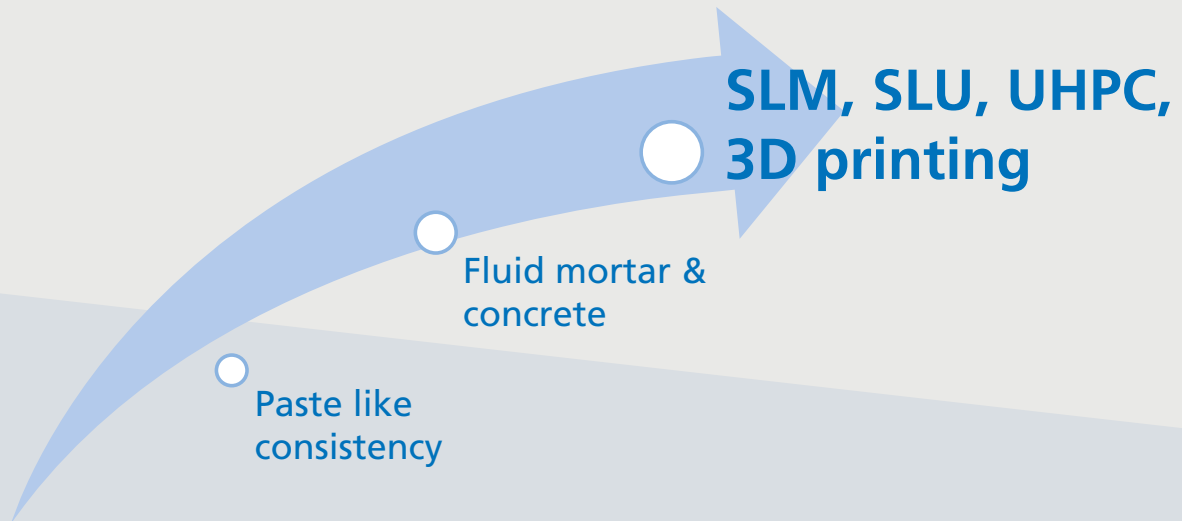 SLM, SLU, UHPC,
3D printing
Fluid mortar &
concrete
Paste like
consistency